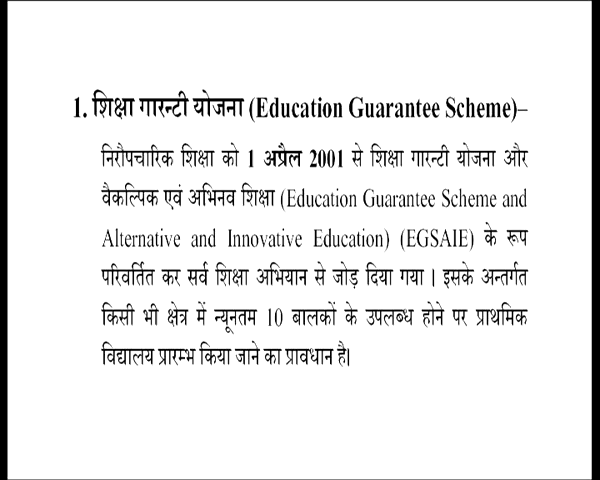 1. शिक्षा गारन्टी योजना (Education Guarantee Scheme)–
निरौपचारिक शिक्षा को 1 अप्रैल 2001 से शिक्षा गारन्टी योजना और
वैकल्पिक एवं अभिनव शिक्षा (Education Guarantee Scheme and
Alternative and Innovative Education) (EGSAIE) के रूप
परिवर्तित कर सर्व शिक्षा अभियान से जोड़ दिया गया । इसके अन्तर्गत
किसी भी क्षेत्र में न्यूनतम 10 बालकों के उपलब्ध होने पर प्राथमिक
विद्यालय प्रारम्भ किया जाने का प्रावधान है।